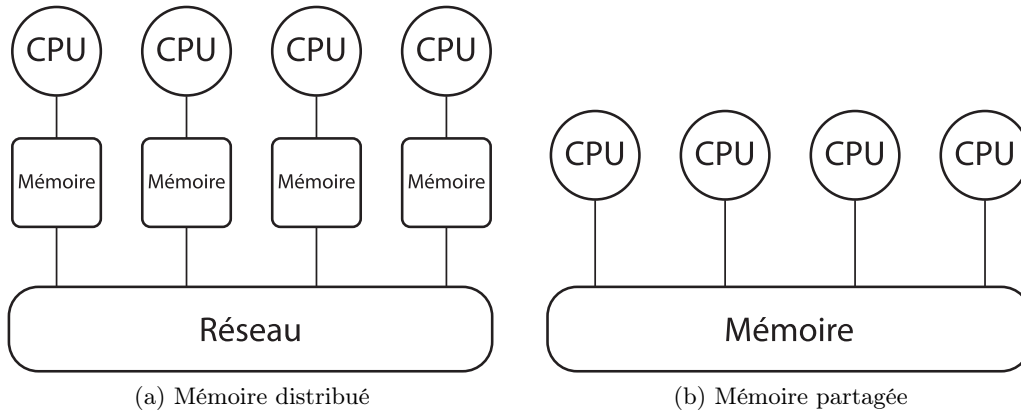 CPU CPU CPU CPU
Mémoire Mémoire Mémoire Mémoire
Réseau
(a) Mémoire distribué
CPU CPU CPU CPU
Mémoire
(b) Mémoire partagée